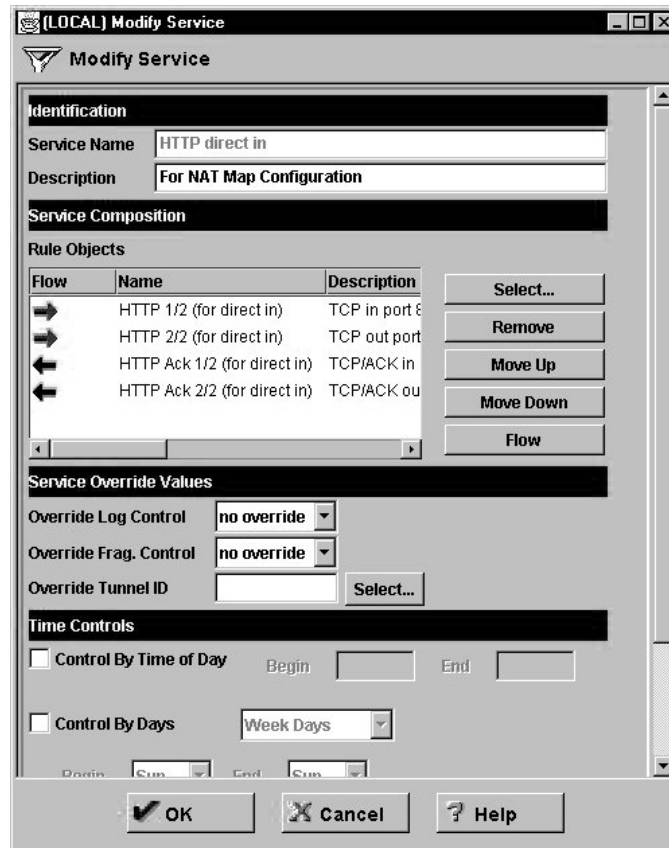 (LOCAL) Modify Service
Modify Service
Identification
Service Name HTTP direct in
Description For NAT Map Configuration
Service Composition
Rule Objects
Flow Name Description
HTTP 1/2 (for direct in) TCP in port 8
HTTP 2/2 (for direct in) TCP out port
HTTP Ack 1/2 (for direct in) TCP/ACK in
HTTP Ack 2/2 (for direct in) TCP/ACK ou
Select...
Remove
Move Up
Move Down
Flow
Service Override Values
Override Log Control no override
Override Frag. Control no override
Override Tunnel ID Select...
Time Controls
Control By Time of Day Begin End
Control By Days Week Days
Begin Sun End Sun
OK Cancel Help